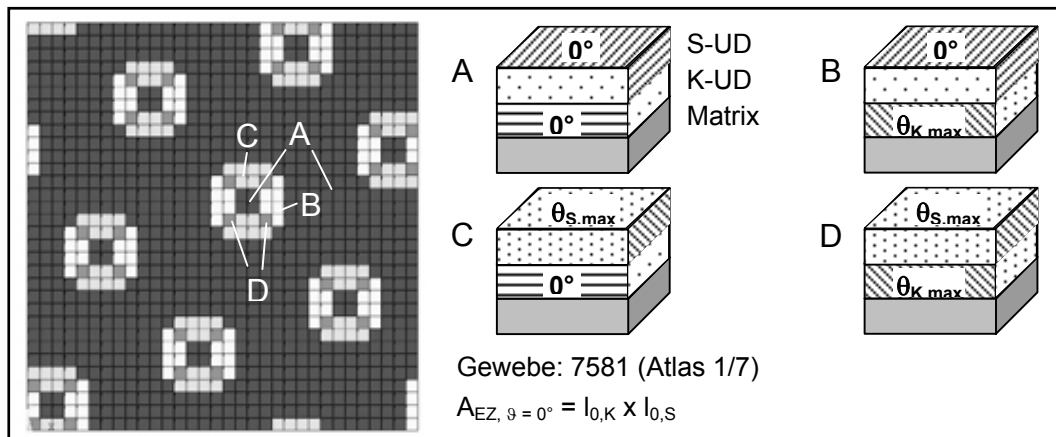 C
A
B
D
A
0°
0°
S-UD
K-UD
Matrix
B
0°
θK max
C
θS,max
0°
D
θS,max
θK max
Gewebe: 7581 (Atlas 1/7)
AEZ, ϑ = 0° = l0,K x l0,S